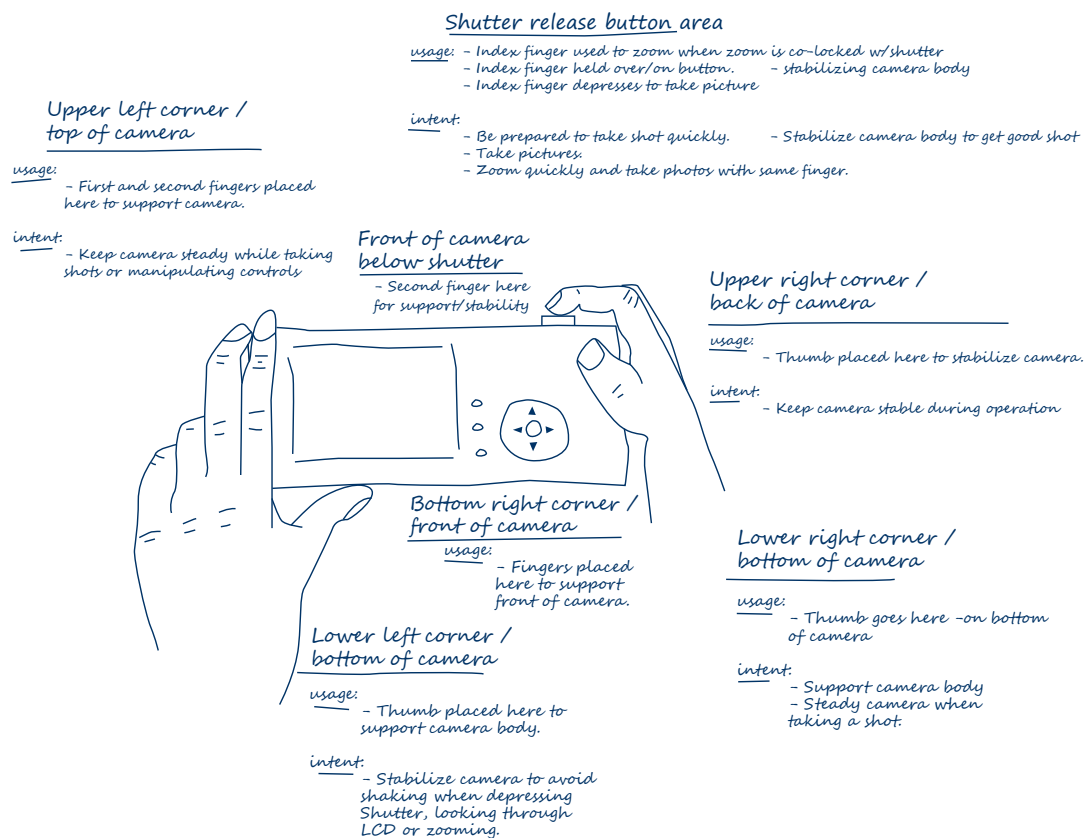 Shutter release button area
usage: - Index finger used to zoom when zoom is co-locked w/shutter
- Index finger held over/on button. - stabilizing camera body
- Index finger depresses to take picture
intent:
- Be prepared to take shot quickly. - Stabilize camera body to get good shot
- Take pictures.
- Zoom quickly and take photos with same finger.
Upper left corner /
top of camera
usage:
- First and second fingers placed
here to support camera.
intent:
- Keep camera steady while taking
shots or manipulating controls
Front of camera
below shutter
- Second finger here
for support/stability
Upper right corner /
back of camera
usage:
- Thumb placed here to stabilize camera.
intent:
- Keep camera stable during operation
Bottom right corner /
front of camera
usage:
- Fingers placed
here to support
front of camera.
Lower right corner /
bottom of camera
usage:
- Thumb goes here -on bottom
of camera
intent:
- Support camera body
- Steady camera when
taking a shot.
Lower left corner /
bottom of camera
usage:
- Thumb placed here to
support camera body.
intent:
- Stabilize camera to avoid
shaking when depressing
Shutter, looking through
LCD or zooming.